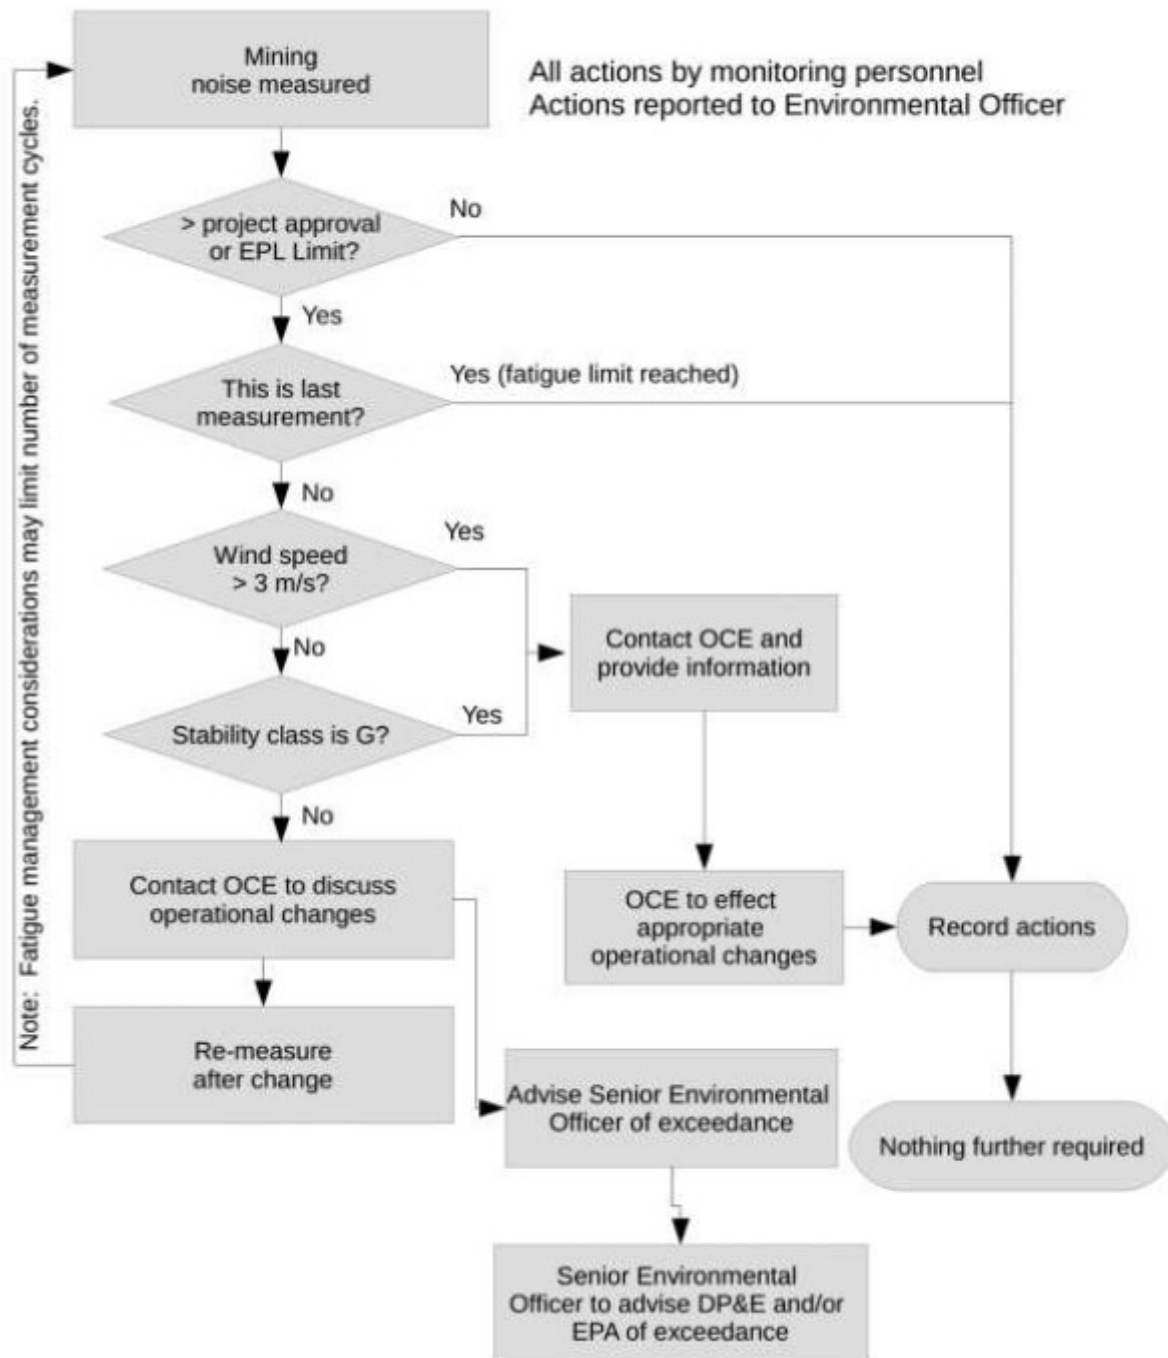 Mining
noise measured
All actions by monitoring personnel
Actions reported to Environmental Officer
Note: Fatigue management considerations may limit number of measurement cycles.
> project approval
or EPL Limit?
No
Yes
This is last
measurement?
Yes (fatigue limit reached)
No
Wind speed
> 3 m/s?
Yes
No
Contact OCE and
provide information
Stability class is G?
Yes
No
Contact OCE to discuss
operational changes
OCE to effect
appropriate
operational changes
Record actions
Re-measure
after change
Advise Senior Environmental
Officer of exceedance
Nothing further required
Senior Environmental
Officer to advise DP&E and/or
EPA of exceedance